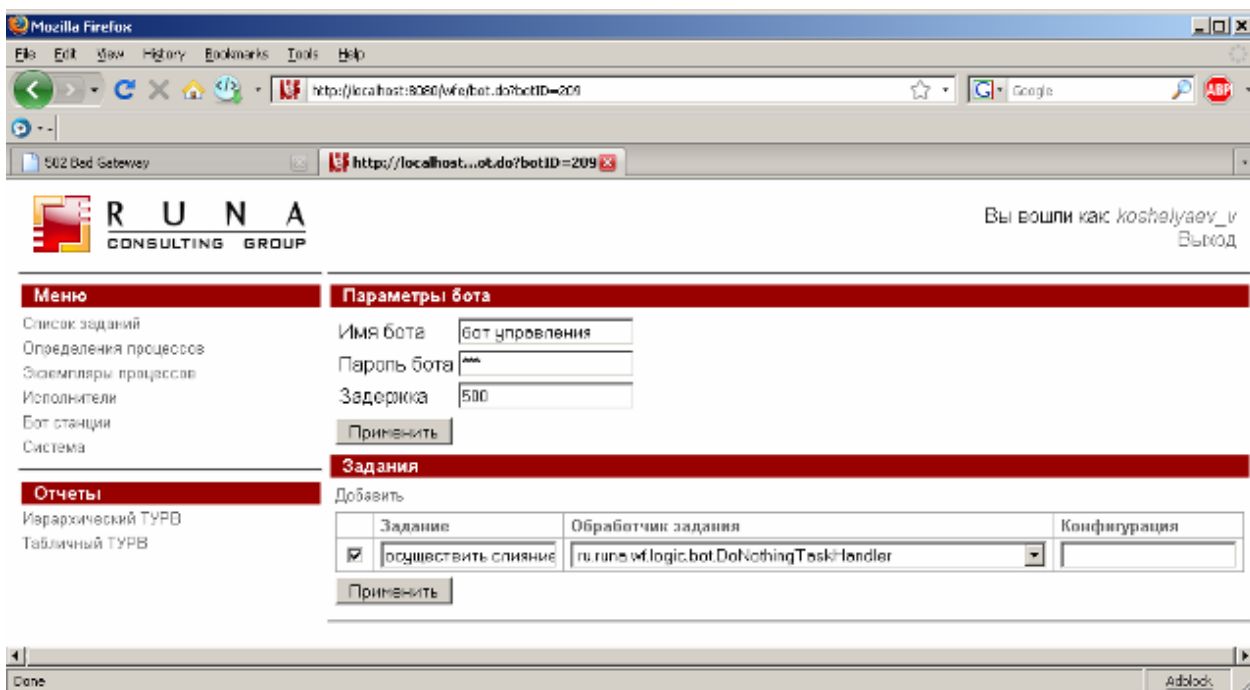 Mozilla Firefox
File Edit View History Bookmarks Tools Help
http://localhost:8080/wfe/bot.do?botID=209
Google
ABP
502 Bad Gateway
http://localhost...ot.do?botID=209
RUNA
CONSULTING GROUP
Вы вошли как: koshelyaev_v
Выход
Меню
Список заданий
Определения процессов
Экземпляры процессов
Исполнители
Бот станции
Система
Отчеты
Иерархический ТУРВ
Табличный ТУРВ
Параметры бота
Имя бота бот управления
Пароль бота ***
Задержка 500
Применить
Задания
Добавить
Задание Обработчик задания Конфигурация
осуществить слияние ru.runa.wf.logic.bot.DoNothingTaskHandler
Применить
Done
Adblock